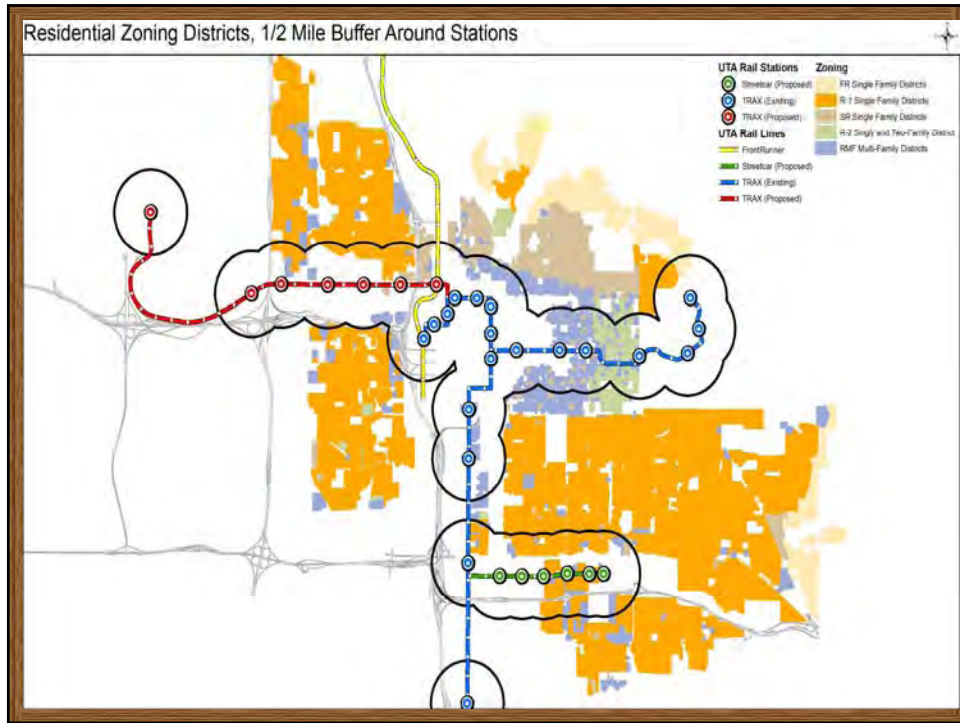 Residential Zoning Districts, 1/2 Mile Buffer Around Stations
UTA Rail Stations
Streetcar (Proposed)
TRAX (Existing)
TRAX (Proposed)
UTA Rail Lines
FrontRunner
Streetcar (Proposed)
TRAX (Existing)
TRAX (Proposed)
Zoning
FR Single Family Districts
R-1 Single Family Districts
SR Single Family Districts
R-2 Singly and Two-Family District
RMF Multi-Family Districts